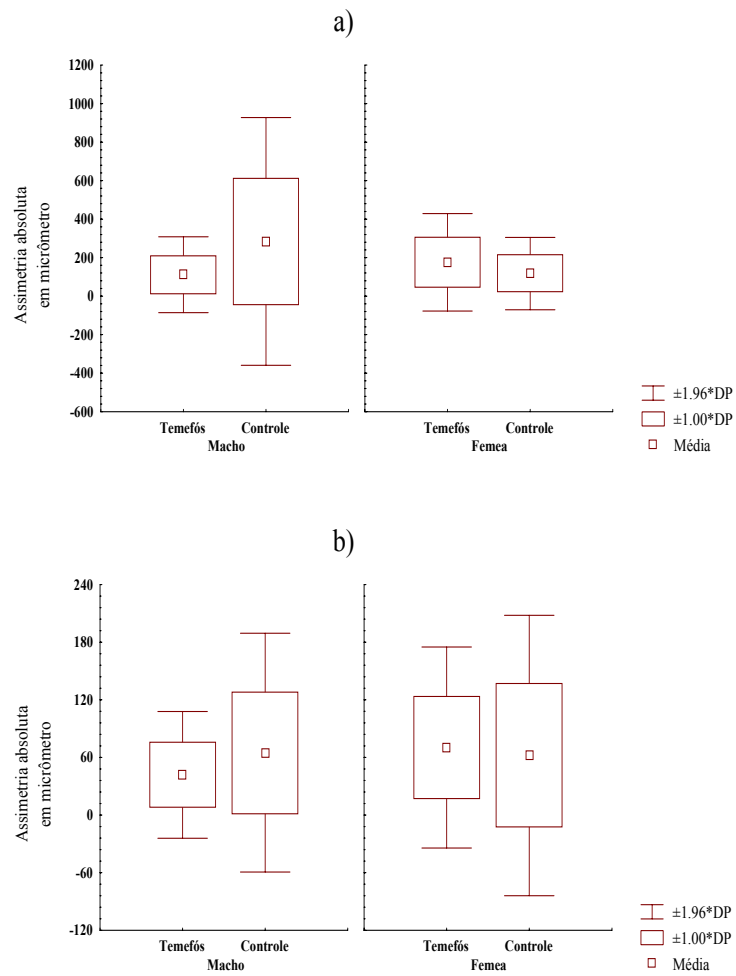 a)
Assimetria absoluta
em micrômetro
1200
1000
800
600
400
200
0
-200
-400
-600
Temefós Controle
Macho
Temefós Controle
Femea
±1.96*DP
±1.00*DP
Média
b)
Assimetria absoluta
em micrômetro
240
180
120
60
0
-60
-120
Temefós Controle
Macho
Temefós Controle
Femea
±1.96*DP
±1.00*DP
Média